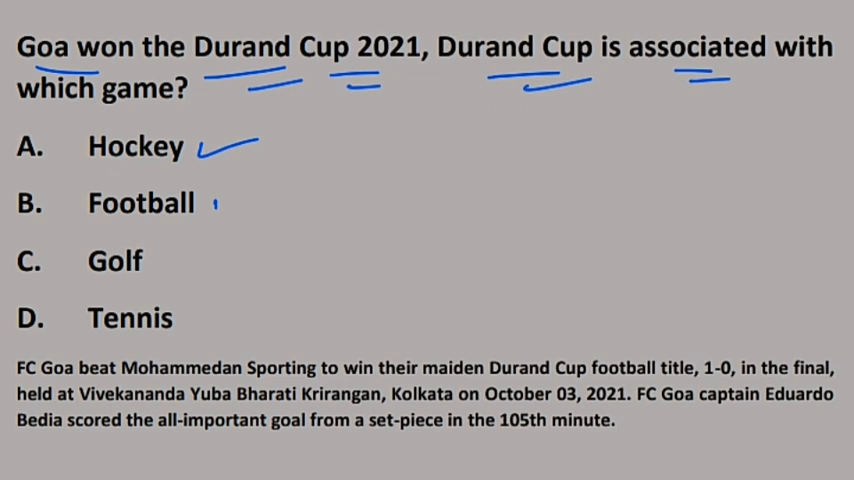 Goa won the Durand Cup 2021, Durand Cup is associated with
which game?
A. Hockey
B. Football
C. Golf
D. Tennis
FC Goa beat Mohammedan Sporting to win their maiden Durand Cup football title, 1-0, in the final,
held at Vivekananda Yuba Bharati Krirangan, Kolkata on October 03, 2021. FC Goa captain Eduardo
Bedia scored the all-important goal from a set-piece in the 105th minute.